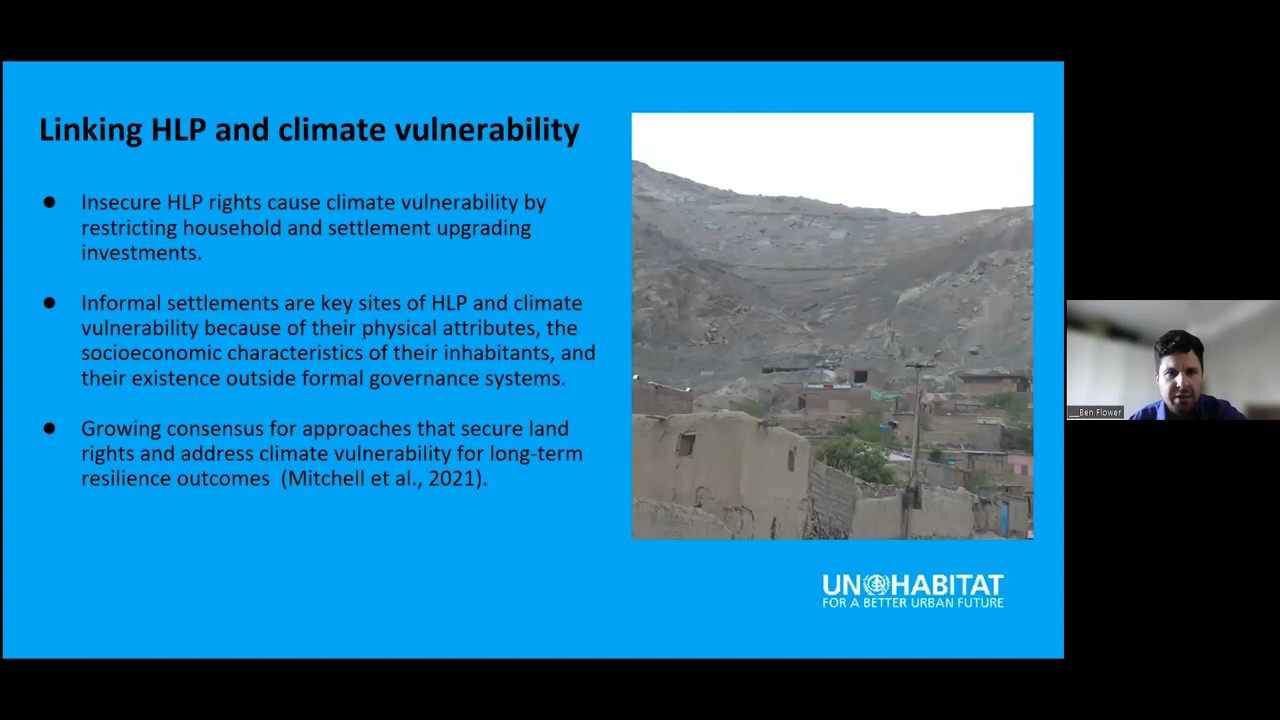 Linking HLP and climate vulnerability
● Insecure HLP rights cause climate vulnerability by
restricting household and settlement upgrading
investments.
● Informal settlements are key sites of HLP and climate
vulnerability because of their physical attributes, the
socioeconomic characteristics of their inhabitants, and
their existence outside formal governance systems.
● Growing consensus for approaches that secure land
rights and address climate vulnerability for long-term
resilience outcomes (Mitchell et al., 2021).
UN HABITAT
FOR A BETTER URBAN FUTURE
__Ben Flower